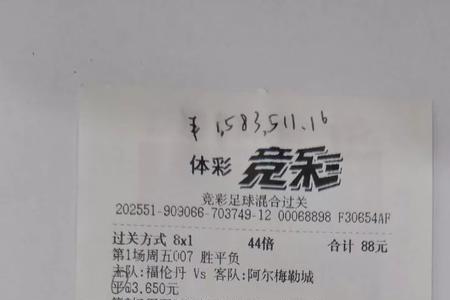 ¥ 1,583,511.16
体彩 竞彩
竞彩足球混合过关
202551-909066-703749-12 00068898 F30654AF
过关方式 8x1 44倍 合计 88元
第1场周五007 胜平负
主队:福伦丹 Vs 客队:阿尔梅勒城
平@3.650元